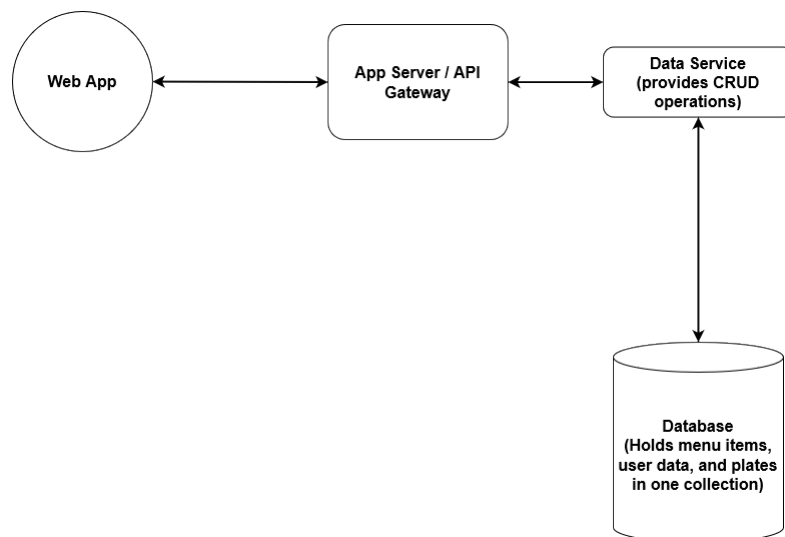 Web App
App Server / API
Gateway
Data Service
(provides CRUD
operations)
Database
(Holds menu items,
user data, and plates
in one collection)